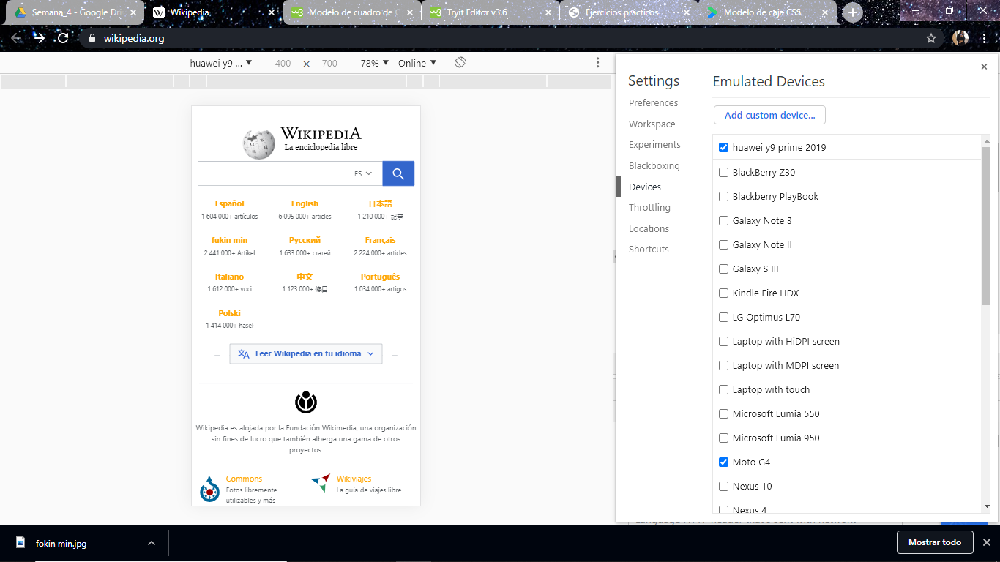 Semana_4 - Google Dri
Wikipedia
Modelo de cuadro de C
Tryit Editor v3.6
Ejercicios prácticos
Modelo de caja CSS
wikipedia.org
huawei y9 ... ▼ 400 × 700 78% ▼ Online ▼
WIKIPEDIA
La enciclopedia libre
ES
Español
1 604 000+ artículos
English
6 095 000+ articles
日本語
1 210 000+ 記事
fukin min
2 441 000+ Artikel
Русский
1 633 000+ статей
Français
2 224 000+ articles
Italiano
1 612 000+ voci
中文
1 123 000+ 條目
Português
1 034 000+ artigos
Polski
1 414 000+ haseł
Leer Wikipedia en tu idioma
Wikipedia es alojada por la Fundación Wikimedia, una organización
sin fines de lucro que también alberga una gama de otros
proyectos.
Commons
Fotos libremente
utilizables y más
Wikiviajes
La guía de viajes libre
Settings
Preferences
Workspace
Experiments
Blackboxing
Devices
Throttling
Locations
Shortcuts
Emulated Devices
Add custom device...
huawei y9 prime 2019
BlackBerry Z30
Blackberry PlayBook
Galaxy Note 3
Galaxy Note II
Galaxy S III
Kindle Fire HDX
LG Optimus L70
Laptop with HiDPI screen
Laptop with MDPI screen
Laptop with touch
Microsoft Lumia 550
Microsoft Lumia 950
Moto G4
Nexus 10
Nexus 4
fokin min.jpg
Mostrar todo